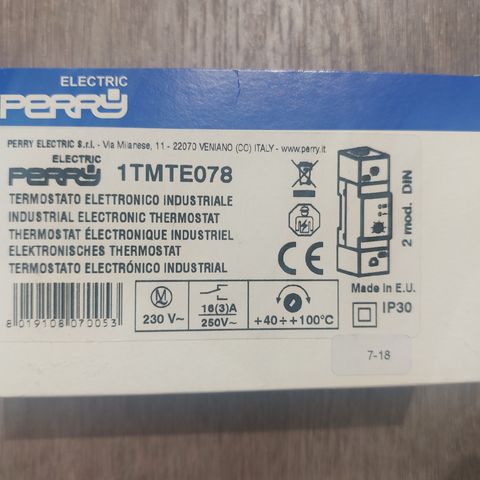 ELECTRIC
PERRY
PERRY ELECTRIC S.r.l. - Via Milanese, 11 - 22070 VENIANO (CO) ITALY - www.perry.it
ELECTRIC
PERRY 1TMTE078
TERMOSTATO ELETTRONICO INDUSTRIALE
INDUSTRIAL ELECTRONIC THERMOSTAT
THERMOSTAT ÉLECTRONIQUE INDUSTRIEL
ELEKTRONISCHES THERMOSTAT
TERMOSTATO ELECTRÓNICO INDUSTRIAL
CE
2 mod. DIN
Made in E.U.
IP30
M
230 V~
16(3)A
250V~
+40÷+100°C
8 019108 070053
7-18